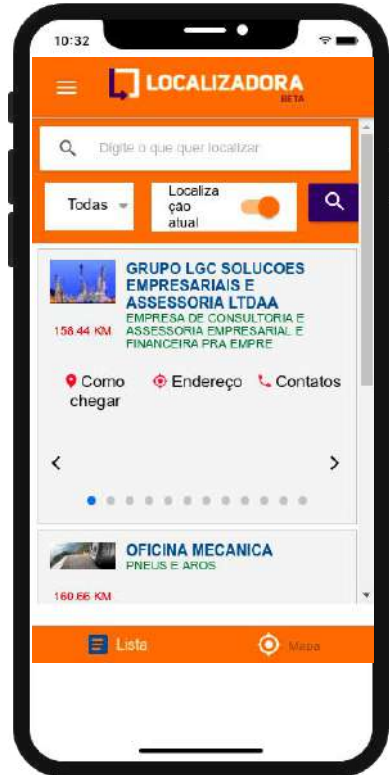 10:32
LOCALIZADORA
BETA
Digite o que quer localizar
Todas
Localiza
ção
atual
GRUPO LGC SOLUCOES
EMPRESARIAIS E
ASSESSORIA LTDAA
EMPRESA DE CONSULTORIA E
ASSESSORIA EMPRESARIAL E
FINANCEIRA PRA EMPRE
158.44 KM
Como
chegar
Endereço
Contatos
OFICINA MECANICA
PNEUS E AROS
160.66 KM
Lista
Mapa